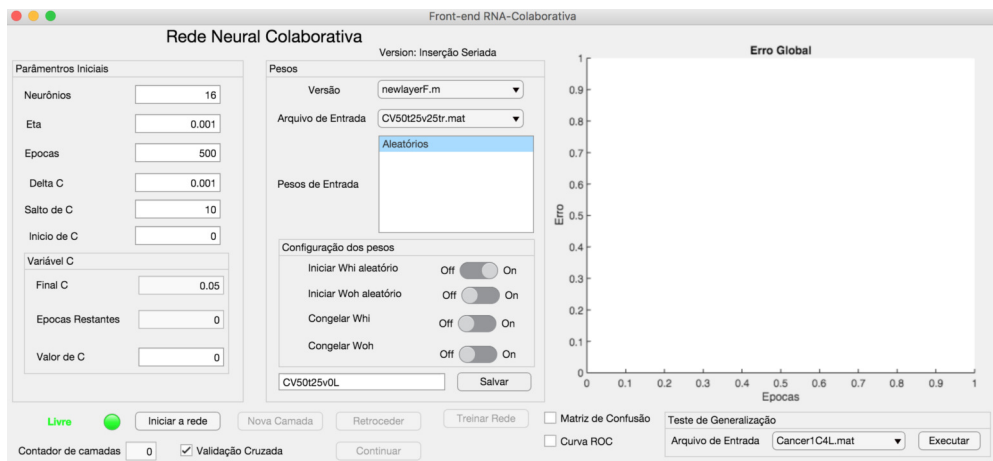 Front-end RNA-Colaborativa
Rede Neural Colaborativa
Version: Inserção Seriada
Parâmentros Iniciais
Neurônios 16
Eta 0.001
Epocas 500
Delta C 0.001
Salto de C 10
Inicio de C 0
Variável C
Final C 0.05
Epocas Restantes 0
Valor de C 0
Pesos
Versão newlayerF.m
Arquivo de Entrada CV50t25v25tr.mat
Pesos de Entrada Aleatórios
Configuração dos pesos
Iniciar Whi aleatório Off On
Iniciar Woh aleatório Off On
Congelar Whi Off On
Congelar Woh Off On
CV50t25v0L Salvar
Erro Global
1
0.9
0.8
0.7
0.6
0.5
0.4
0.3
0.2
0.1
0
Erro
0 0.1 0.2 0.3 0.4 0.5 0.6 0.7 0.8 0.9 1
Epocas
Livre Iniciar a rede Nova Camada Retroceder Treinar Rede
Contador de camadas 0 Validação Cruzada Continuar
Matriz de Confusão
Curva ROC
Teste de Generalização
Arquivo de Entrada Cancer1C4L.mat Executar